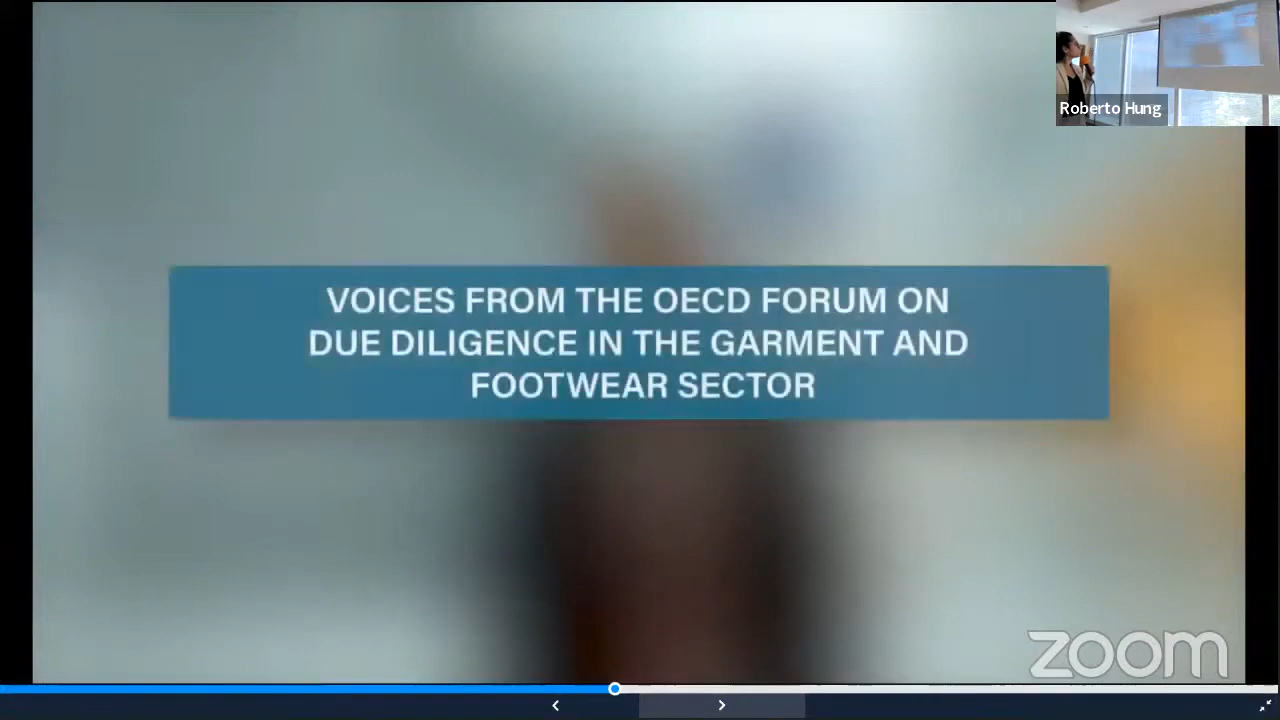 Roberto Hung
VOICES FROM THE OECD FORUM ON
DUE DILIGENCE IN THE GARMENT AND
FOOTWEAR SECTOR
zoom